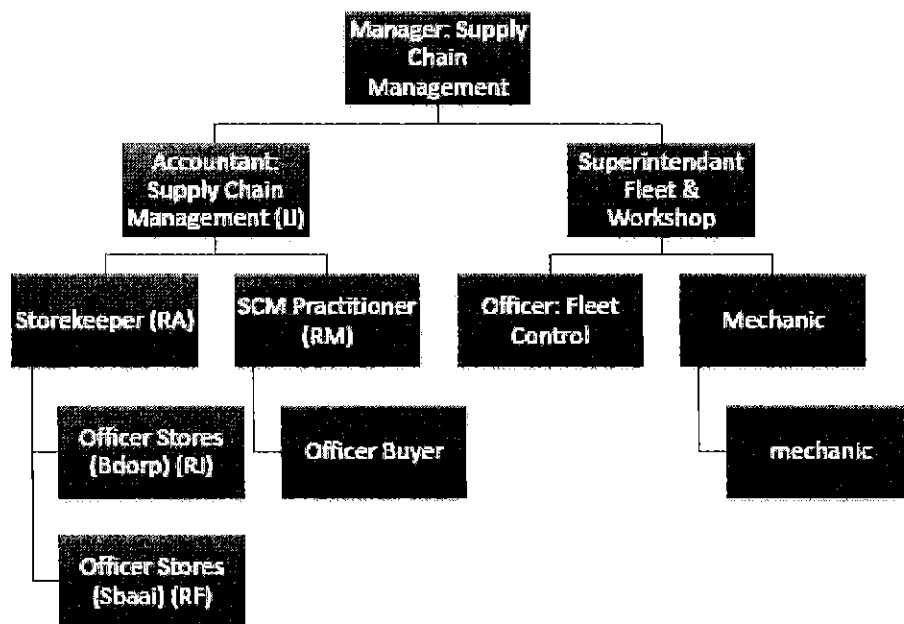 Manager: Supply
Chain
Management
Accountant:
Supply Chain
Management (IJ)
Superintendant
Fleet &
Workshop
Storekeeper (RA)
SCM Practitioner
(RM)
Officer: Fleet
Control
Mechanic
Officer Stores
(Bdorp) (RJ)
Officer Buyer
mechanic
Officer Stores
(Sbaai) (RF)